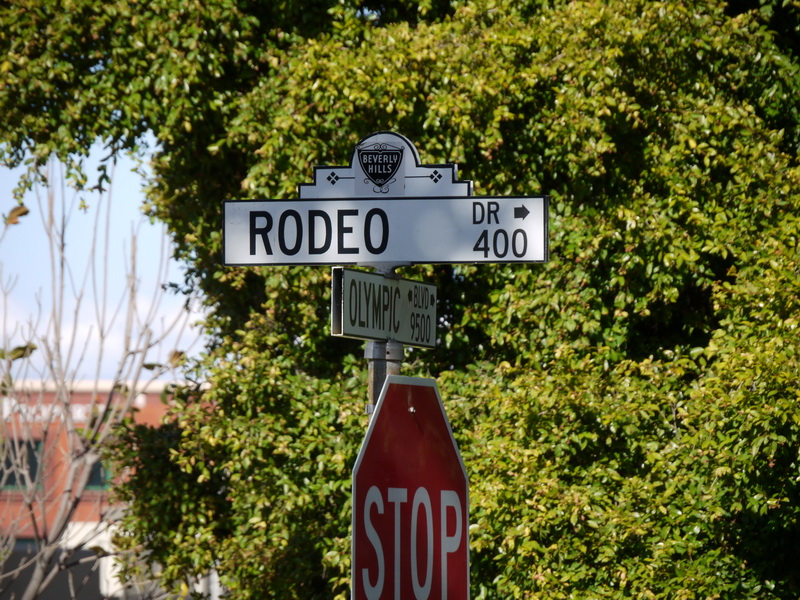 BEVERLY
HILLS
RODEO DR
400
OLYMPIC BLVD
9500
STOP